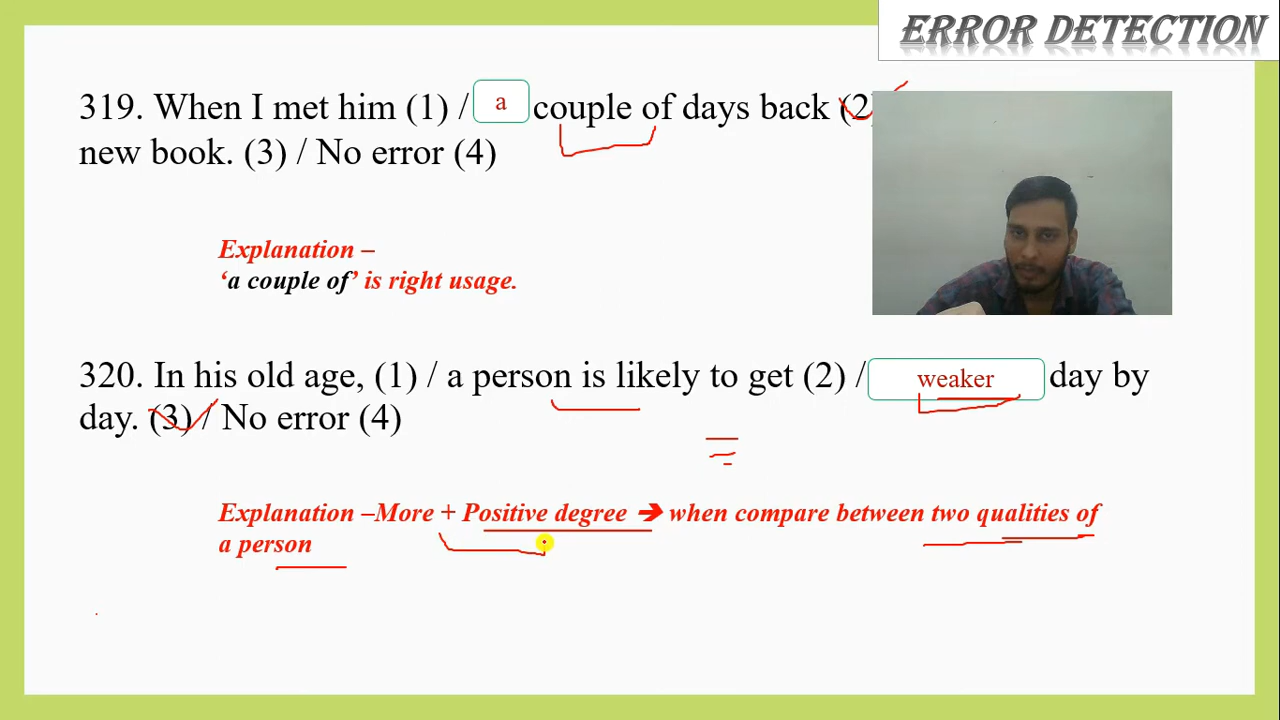 ERROR DETECTION
319. When I met him (1) / a couple of days back (2)
new book. (3) / No error (4)
Explanation –
‘a couple of’ is right usage.
320. In his old age, (1) / a person is likely to get (2) / weaker day by
day. (3) / No error (4)
Explanation –More + Positive degree ➔ when compare between two qualities of
a person